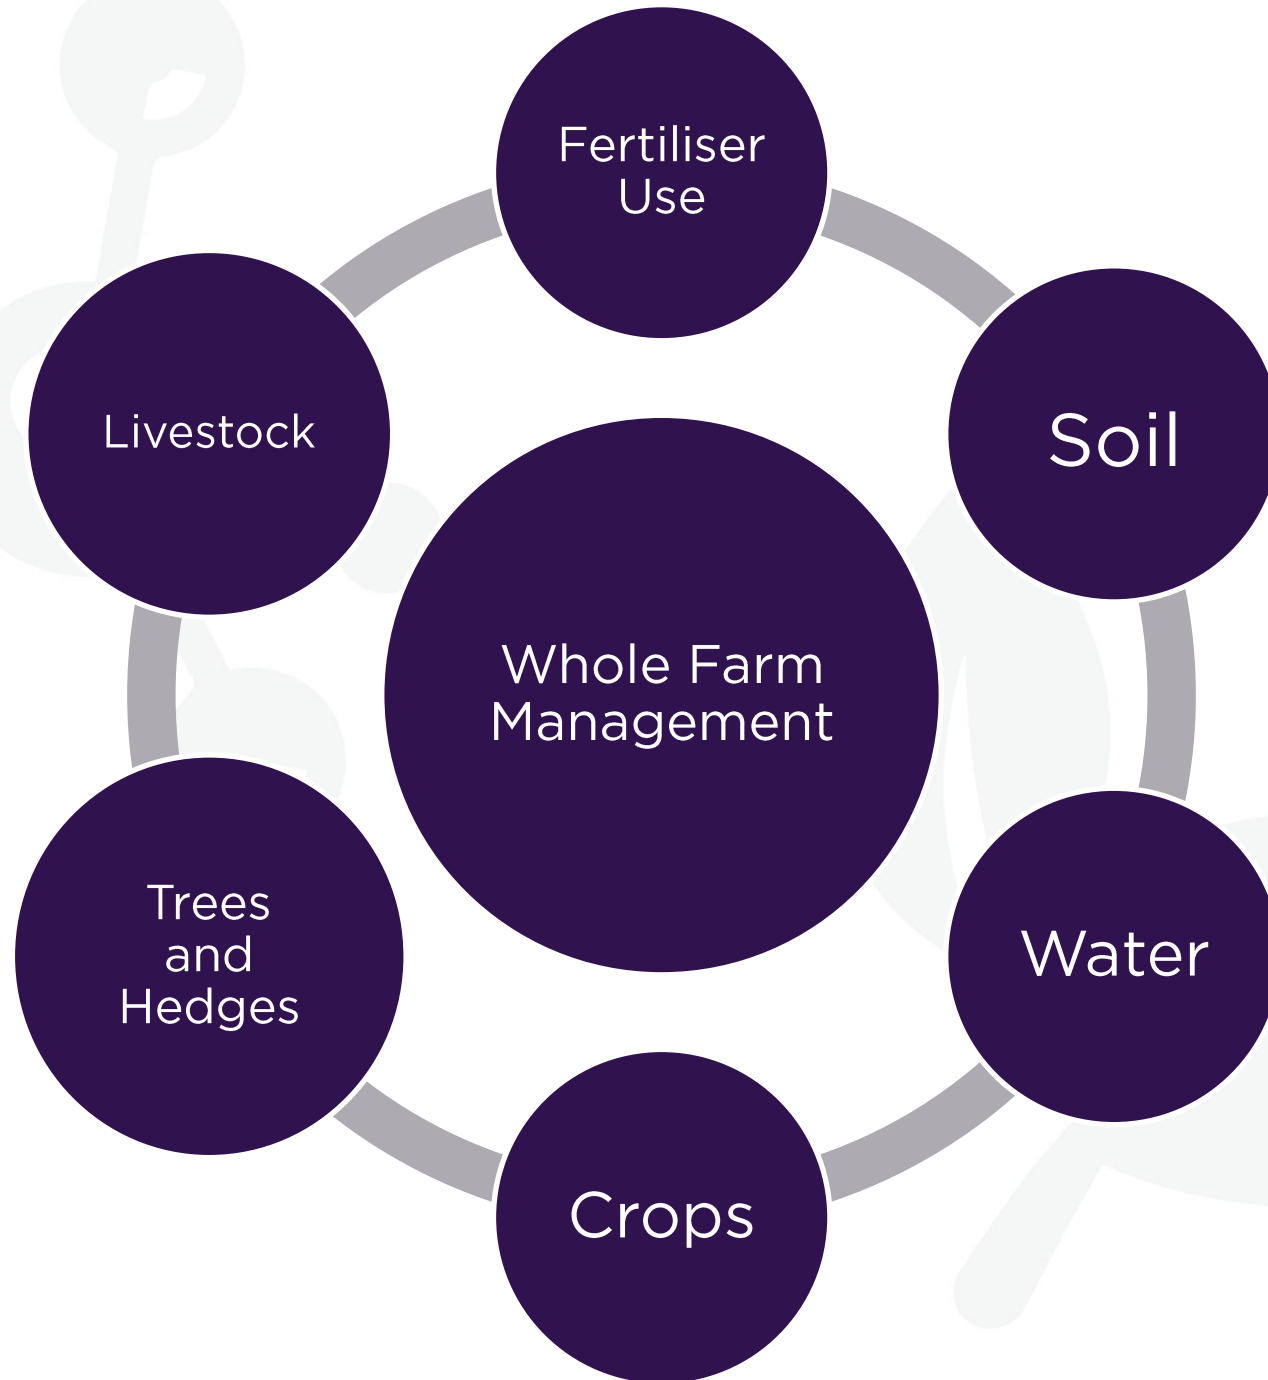 Fertiliser
Use
Soil
Livestock
Whole Farm
Management
Trees
and
Hedges
Water
Crops